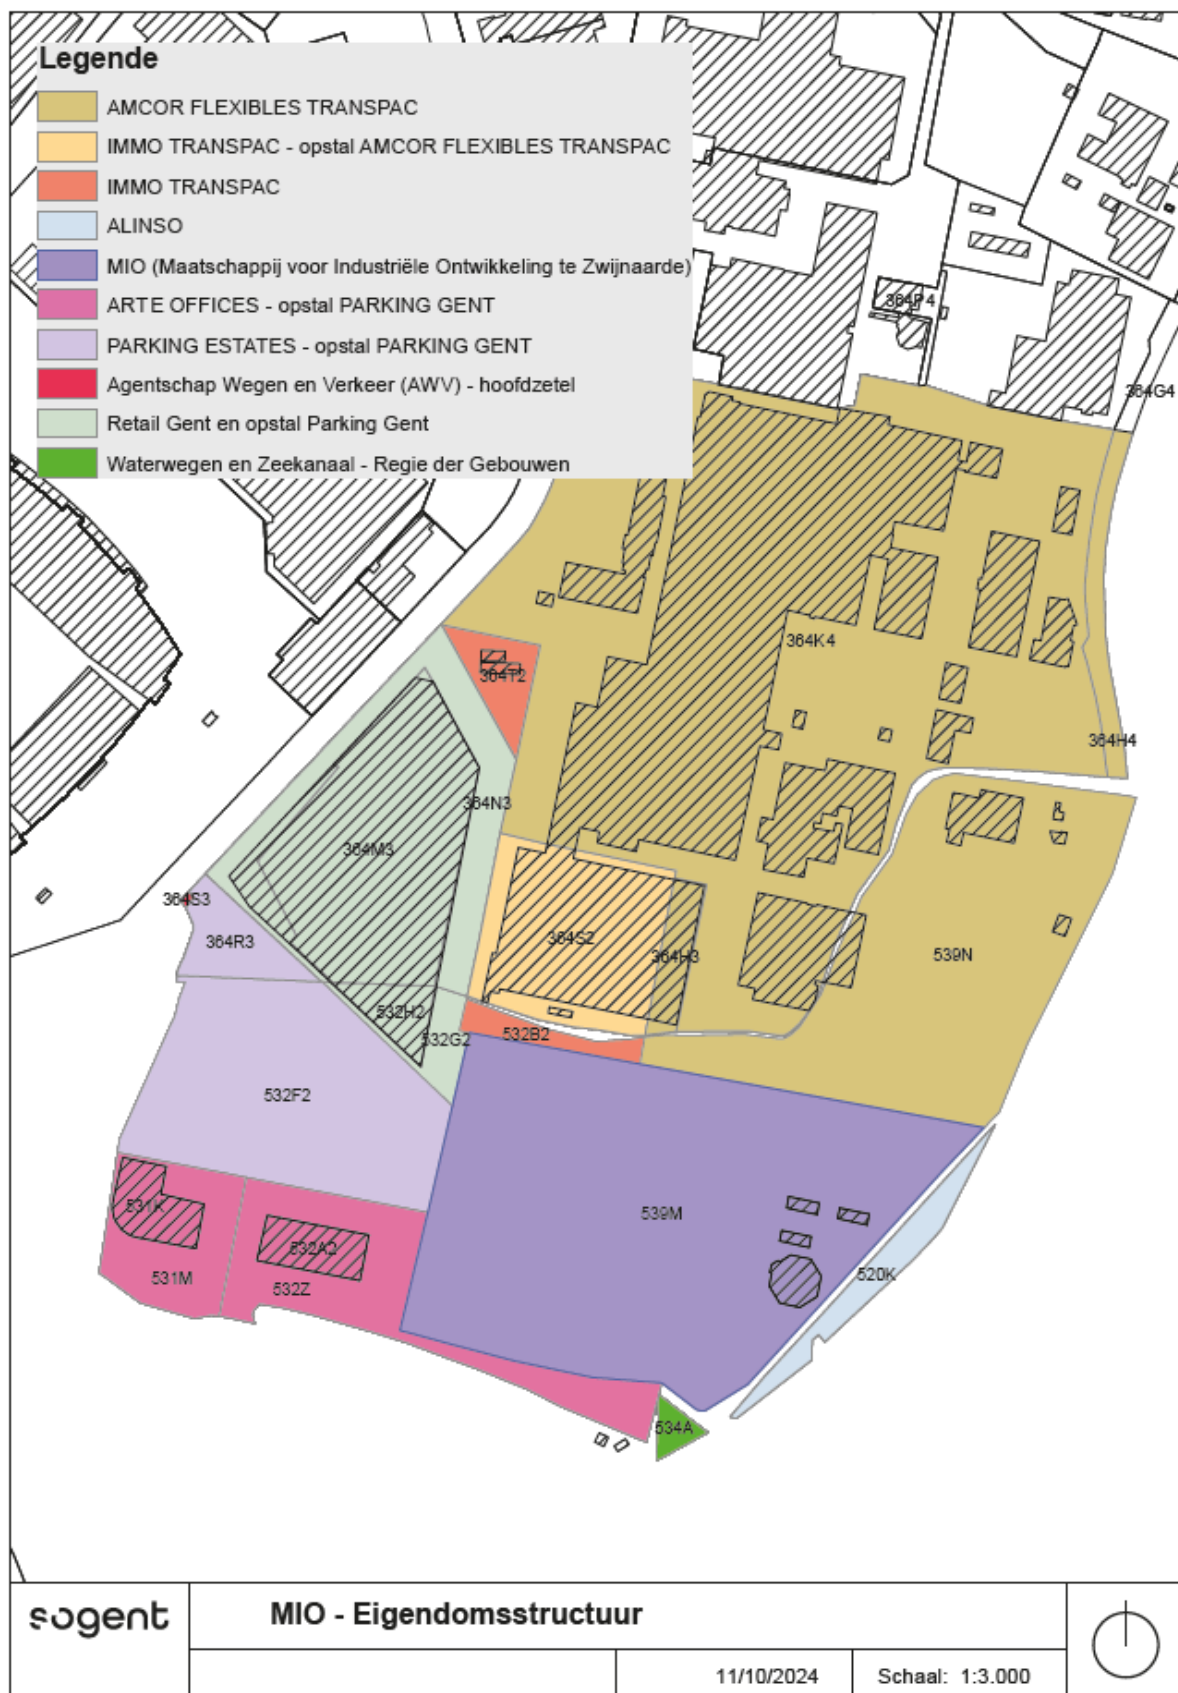 Legende
AMCOR FLEXIBLES TRANSPAC
IMMO TRANSPAC - opstal AMCOR FLEXIBLES TRANSPAC
IMMO TRANSPAC
ALINSO
MIO (Maatschappij voor Industriële Ontwikkeling te Zwijnaarde)
ARTE OFFICES - opstal PARKING GENT
PARKING ESTATES - opstal PARKING GENT
Agentschap Wegen en Verkeer (AWV) - hoofdzetel
Retail Gent en opstal Parking Gent
Waterwegen en Zeekanaal - Regie der Gebouwen
364P4
364G4
364K4
364T2
364H4
364N3
364M3
364S3
364R3
364S2
364H3
539N
532H2
532G2
532B2
532F2
531K
539M
532A2
531M
532Z
520K
534A
sogent
MIO - Eigendomsstructuur
11/10/2024
Schaal: 1:3.000